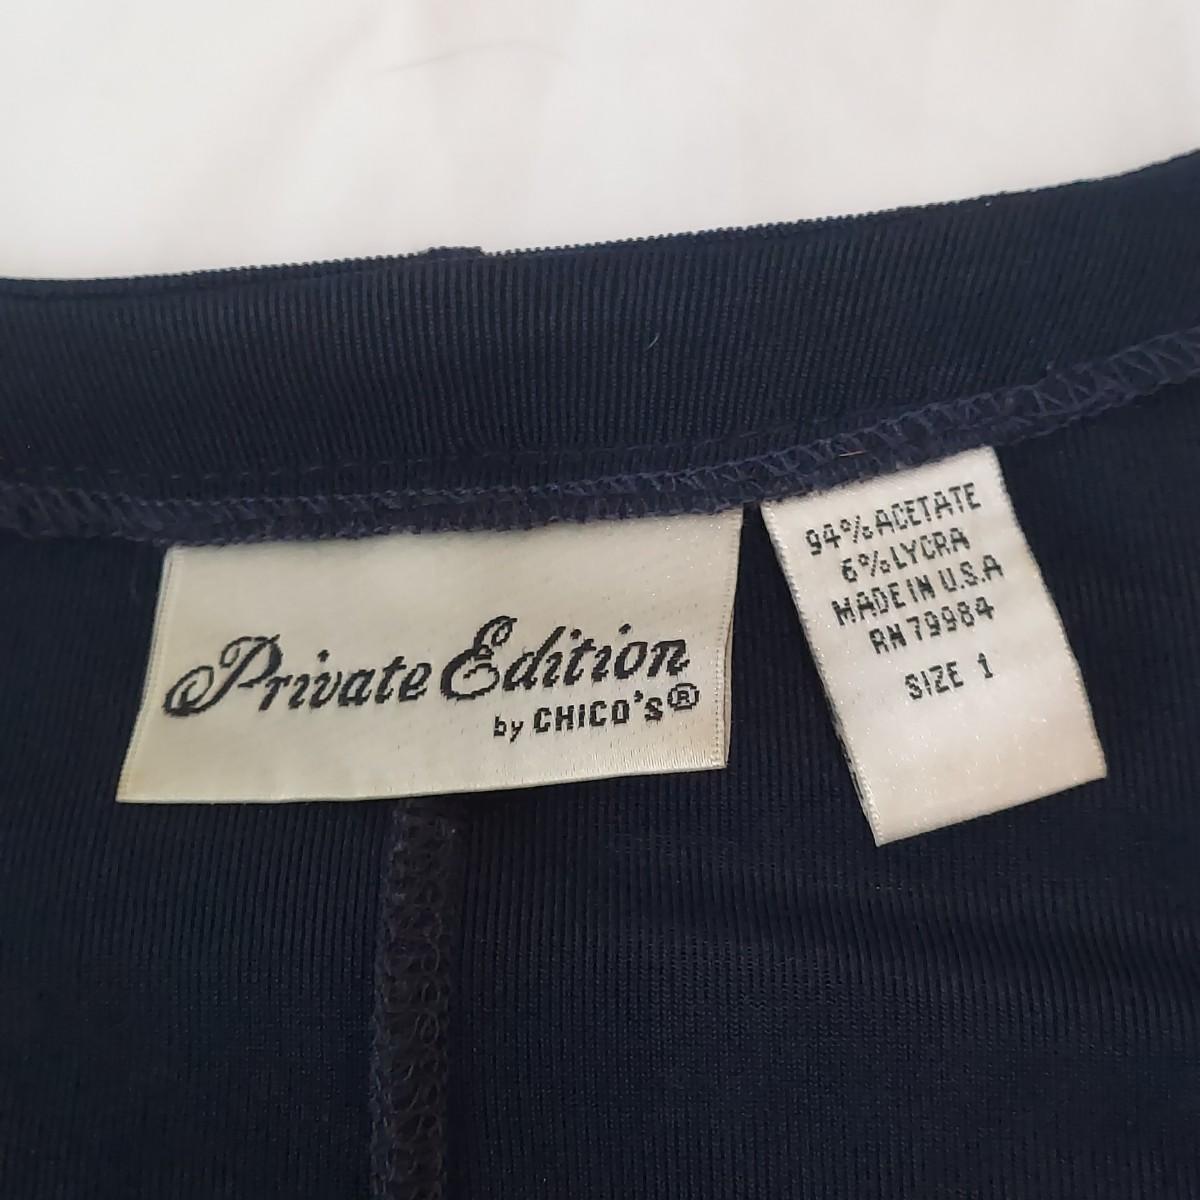 Private Edition
by CHICO's®
94% ACETATE
6% LYCRA
MADE IN U.S.A
RN 79984
SIZE 1